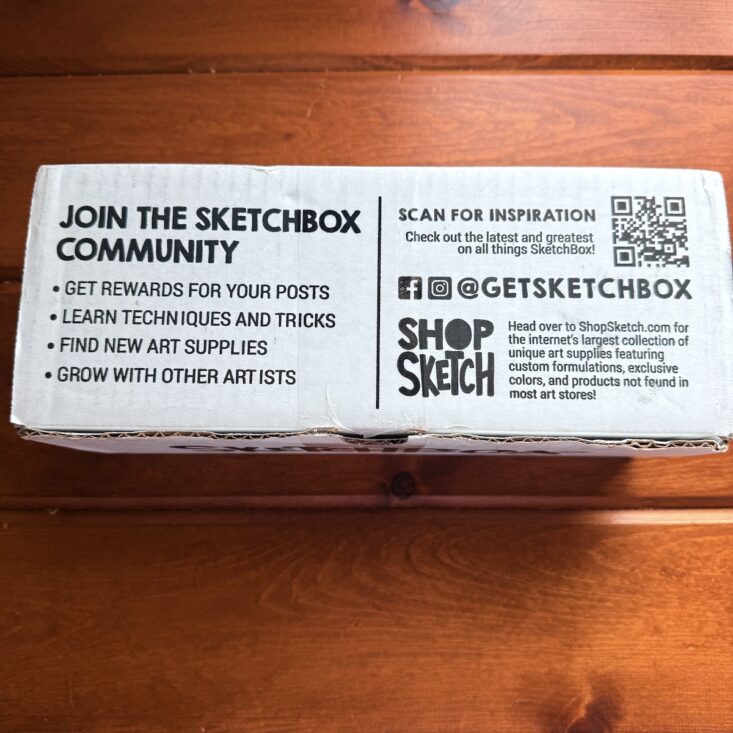 JOIN THE SKETCHBOX
COMMUNITY
• GET REWARDS FOR YOUR POSTS
• LEARN TECHNIQUES AND TRICKS
• FIND NEW ART SUPPLIES
• GROW WITH OTHER ARTISTS
SCAN FOR INSPIRATION
Check out the latest and greatest
on all things SketchBox!
@GETSKETCHBOX
SHOP
SKETCH
Head over to ShopSketch.com for
the internet's largest collection of
unique art supplies featuring
custom formulations, exclusive
colors, and products not found in
most art stores!